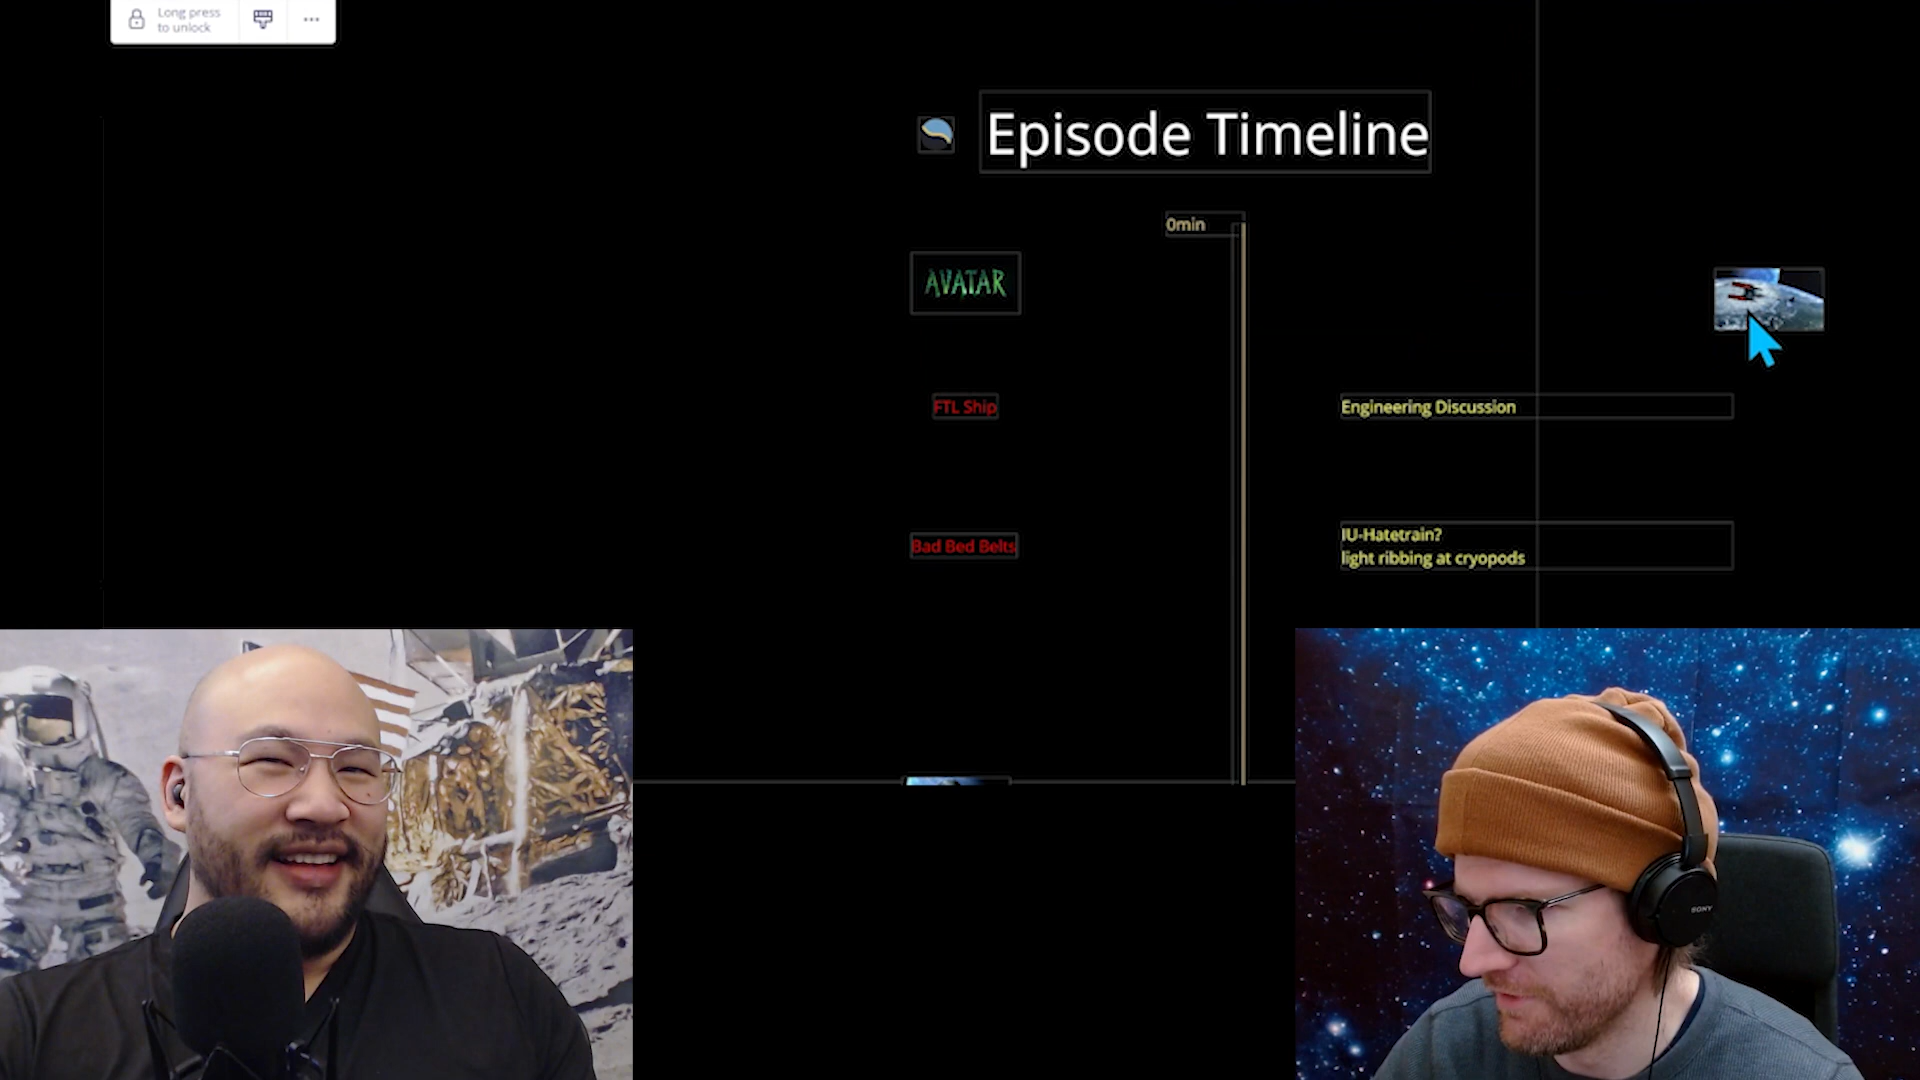 Long press
to unlock
Episode Timeline
0min
AVATAR
FTL Ship
Engineering Discussion
Bad Bed Belts
IU-Hatetrain?
light ribbing at cryopods
SONY